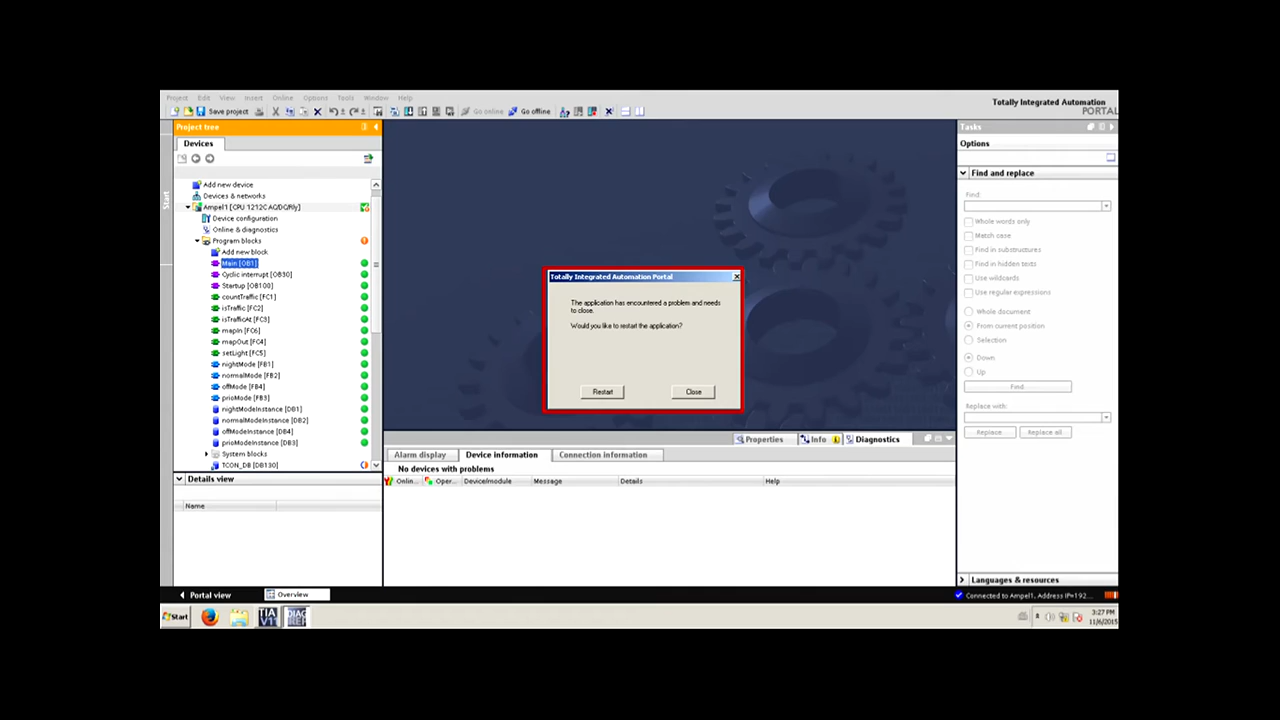 Project Edit View Insert Online Options Tools Window Help
Totally Integrated Automation
PORTAL
Save project
Go online
Go offline
Project tree
Devices
Start
Add new device
Devices & networks
Ampel1 [CPU 1212C AC/DC/Rly]
Device configuration
Online & diagnostics
Program blocks
Add new block
Main [OB1]
Cyclic interrupt [OB30]
Startup [OB100]
countTraffic [FC1]
isTraffic [FC2]
isTrafficAt [FC3]
mapIn [FC6]
mapOut [FC4]
setLight [FC5]
nightMode [FB1]
normalMode [FB2]
offMode [FB4]
prioMode [FB3]
nightModeInstance [DB1]
normalModeInstance [DB2]
offModeInstance [DB4]
prioModeInstance [DB3]
System blocks
TCON_DB [DB130]
Details view
Name
Totally Integrated Automation Portal
The application has encountered a problem and needs
to close.
Would you like to restart the application?
Restart
Close
Properties
Info
Diagnostics
Alarm display
Device information
Connection information
No devices with problems
Onlin...
Oper...
Device/module
Message
Details
Help
Tasks
Options
Find and replace
Find:
Whole words only
Match case
Find in substructures
Find in hidden texts
Use wildcards
Use regular expressions
Whole document
From current position
Selection
Down
Up
Find
Replace with:
Replace
Replace all
Languages & resources
Portal view
Overview
Connected to Ampel1, Address IP=192...
Start
TIA
V11
3:27 PM
11/6/2015